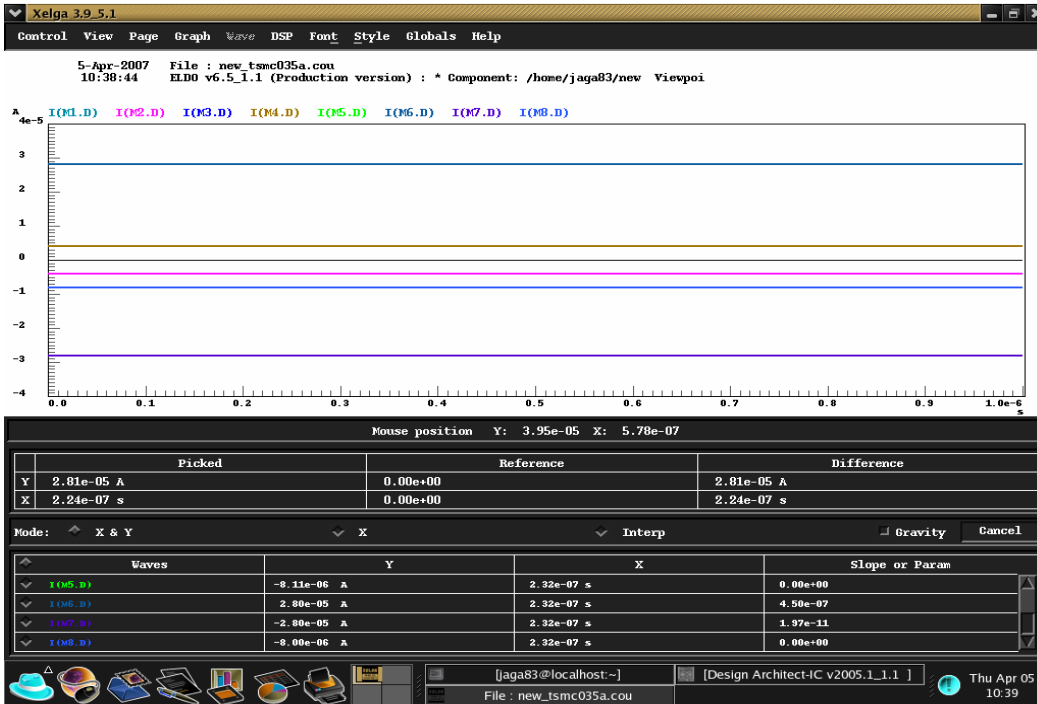 Xelga 3.9_5.1
Control View Page Graph Wave DSP Font Style Globals Help
5-Apr-2007 File : new_tsmc035a.cou
10:38:44 ELDO v6.5_1.1 (Production version) : * Component: /home/jaga83/new Viewpoi
A I(M1.D) I(M2.D) I(M3.D) I(M4.D) I(M5.D) I(M6.D) I(M7.D) I(M8.D)
4e-5
3
2
1
0
-1
-2
-3
-4
0.0 0.1 0.2 0.3 0.4 0.5 0.6 0.7 0.8 0.9 1.0e-6
s
Mouse position Y: 3.95e-05 X: 5.78e-07
Picked Reference Difference
Y 2.81e-05 A 0.00e+00 2.81e-05 A
X 2.24e-07 s 0.00e+00 2.24e-07 s
Mode: X & Y X Interp Gravity Cancel
Waves Y X Slope or Param
I(M5.D) -8.11e-06 A 2.32e-07 s 0.00e+00
I(M6.D) 2.80e-05 A 2.32e-07 s 4.50e-07
I(M7.D) -2.80e-05 A 2.32e-07 s 1.97e-11
I(M8.D) -8.00e-06 A 2.32e-07 s 0.00e+00
[jaga83@localhost:~] [Design Architect-IC v2005.1_1.1 ] Thu Apr 05
File : new_tsmc035a.cou 10:39